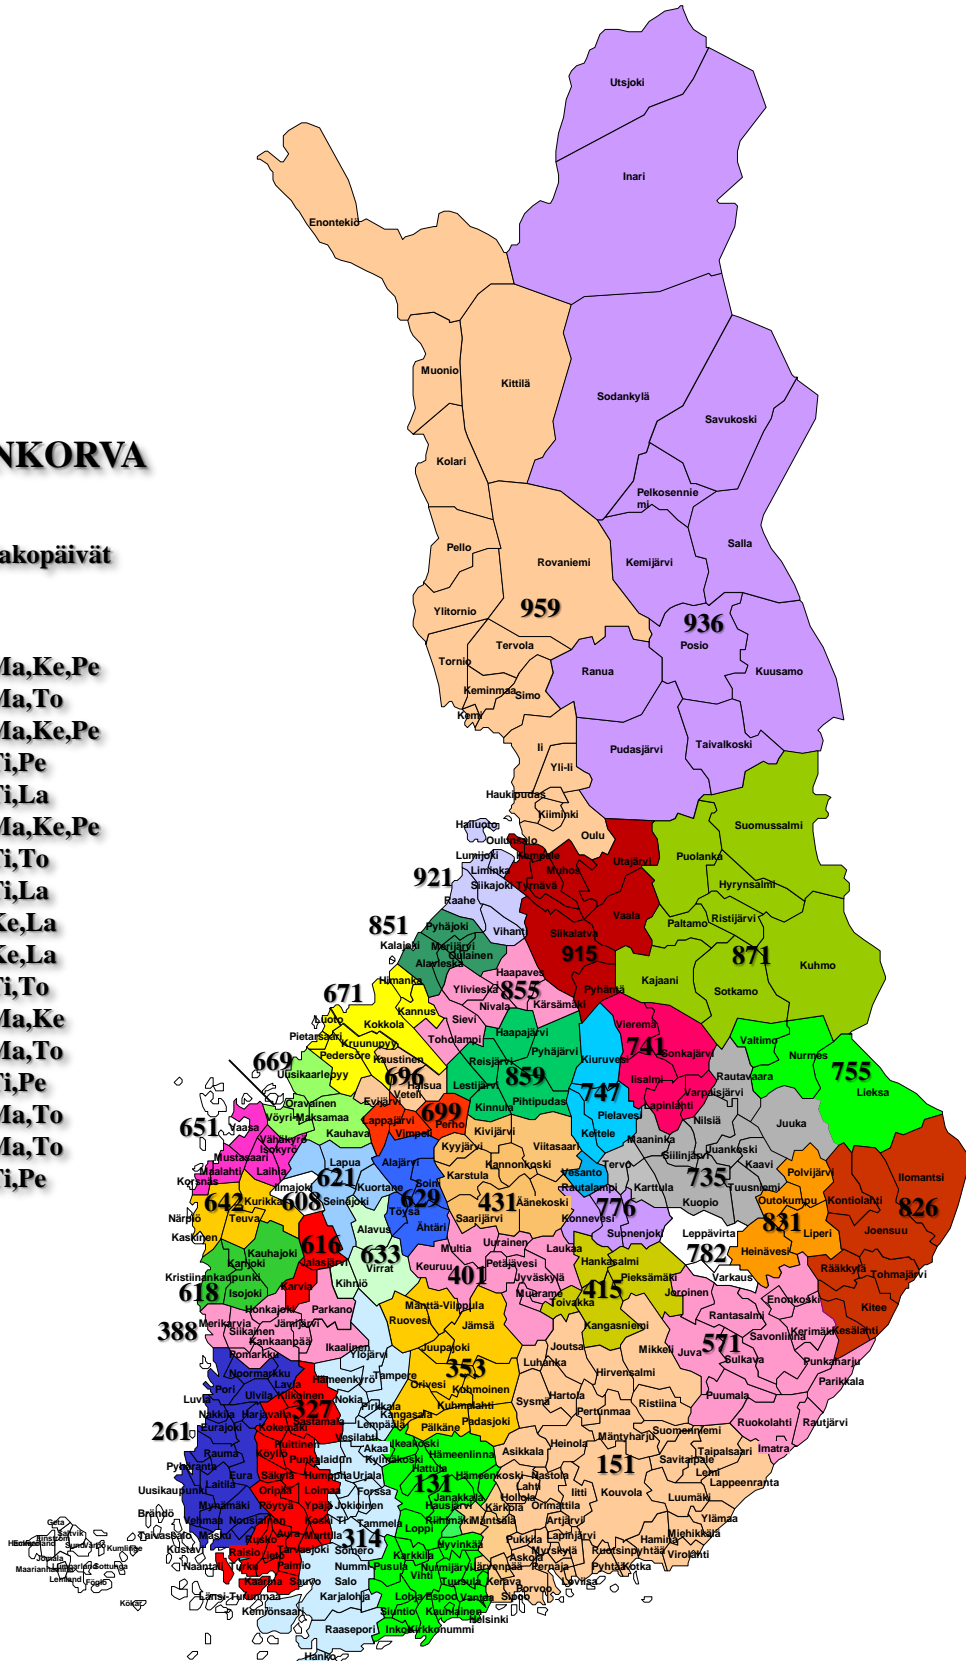 NKORVA
akopäivät
Ma,Ke,Pe
Ma,To
Ma,Ke,Pe
Ti,Pe
Ti,La
Ma,Ke,Pe
Ti,To
Ti,La
Ke,La
Ke,La
Ti,To
Ma,Ke
Ma,To
Ti,Pe
Ma,To
Ma,To
Ti,Pe
Utsjoki
Inari
Enontekiö
Muonio
Kittilä
Sodankylä
Savukoski
Kolari
Pelkosennie
mi
Salla
Pello
Rovaniemi
Kemijärvi
Ylitornio
959
936
Posio
Tervola
Tornio
Ranua
Kuusamo
Keminmaa
Simo
Kemi
Ii
Pudasjärvi
Taivalkoski
Yli-Ii
Haukipudas
Kiiminki
Oulu
Suomussalmi
Hailuoto
Oulunsalo
Kempele
Lumijoki
Liminka
Muhos
Utajärvi
Puolanka
Siikajoki
Tyrnävä
Hyrynsalmi
921
Raahe
Vaala
Paltamo
Ristijärvi
851
Pyhäjoki
Vihanti
Siikalatva
Kalajoki
Merijärvi
Oulainen
915
871
Alavieska
Kuhmo
Haapaves
Kajaani
Himanka
Ylivieska
855
Pyhäntä
Sotkamo
671
Kannus
Nivala
Kärsämäki
Luoto
Kokkola
Sievi
Vieremä
Pietarsaari
Kruunupyy
Toholampi
Haapajärvi
741
Sonkajärvi
Valtimo
Pedersöre
Kaustinen
Reisjärvi
Pyhäjärvi
Kiuruvesi
Nurmes
669
Uusikaarlepyy
696
Halsua
859
Iisalmi
Rautavaara
755
Veteli
Lestijärvi
747
Varpaisjärvi
Lieksa
Oravainen
Evijärvi
699
Kinnula
Pihtipudas
Lapinlahti
651
Vöyri-Maksamaa
Lappajärvi
Perho
Pielavesi
Nilsiä
Juuka
Vaasa
Kauhava
Vimpeli
Kivijärvi
Keitele
Maaninka
Vähäkyrö
Isokyrö
Kyyjärvi
Viitasaari
Siilinjärvi
Juankoski
Mustasaari
Lapua
Alajärvi
Kannonkoski
Tervo
Kaavi
Polvijärvi
Maalahti
Laihia
621
Soini
Karstula
Vesanto
735
Ilomantsi
Korsnäs
Ilmajoki
Kuortane
Rautalampi
Karttula
Tuusniemi
Kontiolahti
642
Kurikka
608
Seinäjoki
629
431
Äänekoski
776
Kuopio
Outokumpu
826
Närpiö
Teuva
Töysä
Saarijärvi
Konnevesi
831
Joensuu
Kaskinen
Alavus
Ähtäri
Suonenjoki
Leppävirta
Liperi
Kauhajoki
616
633
Multia
Uurainen
Laukaa
782
Heinävesi
Karijoki
Jalasjärvi
Virrat
Keuruu
Petäjävesi
Hankasalmi
Rääkkylä
Kristiinankaupunki
Kihniö
401
Jyväskylä
Pieksämäki
Varkaus
Tohmajärvi
618
Isojoki
Karvia
Muurame
415
Joroinen
Enonkoski
Kitee
Honkajoki
Parkano
Mänttä-Vilppula
Toivakka
Rantasalmi
388
Merikarvia
Jämijärvi
Ruovesi
Jämsä
Kangasniemi
Savonlinna
Kerimäki
Kesälahti
Siikainen
Kankaanpää
Ikaalinen
Juupajoki
Joutsa
Mikkeli
571
Pomarkku
Ylöjärvi
353
Luhanka
Juva
Sulkava
Punkaharju
Noormarkku
Hämeenkyrö
Tampere
Hirvensalmi
Parikkala
Pori
Lavia
Orivesi
Kuhmoinen
Hartola
Puumala
Luvia
Ulvila
Kiikoinen
Nokia
Sysmä
Ristiina
Nakkila
Harjavalta
327
Pirkkala
Kuhmalahti
Pertunmaa
Ruokolahti
Rautjärvi
261
Eurajoki
Kokemäki
Sastamala
Lempäälä
Kangasala
Padasjoki
Mäntyharju
Suomenniemi
Huittinen
Vesilahti
Pälkäne
Heinola
Imatra
Rauma
Köyliö
Punkalaidun
Akaa
Ikeakoski
Asikkala
151
Taipalsaari
Pyhäranta
Kylmäkoski
Hämeenlinna
Savitaipale
Eura
Säkylä
Humppila
Urjala
Hattula
Hämeenkoski
Nastola
Lemi
Uusikaupunki
Laitila
Oripää
Loimaa
Forssa
131
Lahti
Iitti
Kouvola
Lappeenranta
Mynämäki
Pöytyä
Ypäjä
Jokioinen
Janakkala
Hollola
Luumäki
Brändö
Vehmaa
Nousiainen
Koski Tl
Tammela
Hausjärvi
Kärkölä
Orimattila
Ylämaa
Taivassalo
Masku
Rusko
Aura
Marttila
314
Loppi
Riihimäki
Mäntsälä
Artjärvi
Miehikkälä
Kustavi
Raisio
Lieto
Tarvasjoki
Somero
Hyvinkää
Pukkila
Lapinjärvi
Hamina
Naantali
Turku
Paimio
Nummi-Pusula
Karkkila
Askola
Myrskylä
Ruotsinpyhtää
Virolahti
Kaarina
Sauvo
Salo
Vihti
Nurmijärvi
Järvenpää
Pernaja
Pyhtää
Kotka
Länsi-Turunmaa
Karjalohja
Tuusula
Kerava
Porvoo
Loviisa
Kemiönsaari
Lohja
Espoo
Vantaa
Sipoo
Raasepori
Siuntio
Kauniainen
Helsinki
Inkoo
Kirkkonummi
Hanko
Geta
Saltvik
Finström
Sund
Vårdö
Kumlinge
Jomala
Lumparland
Sottunga
Maarianhamina
Lemland
Föglö
Kökar